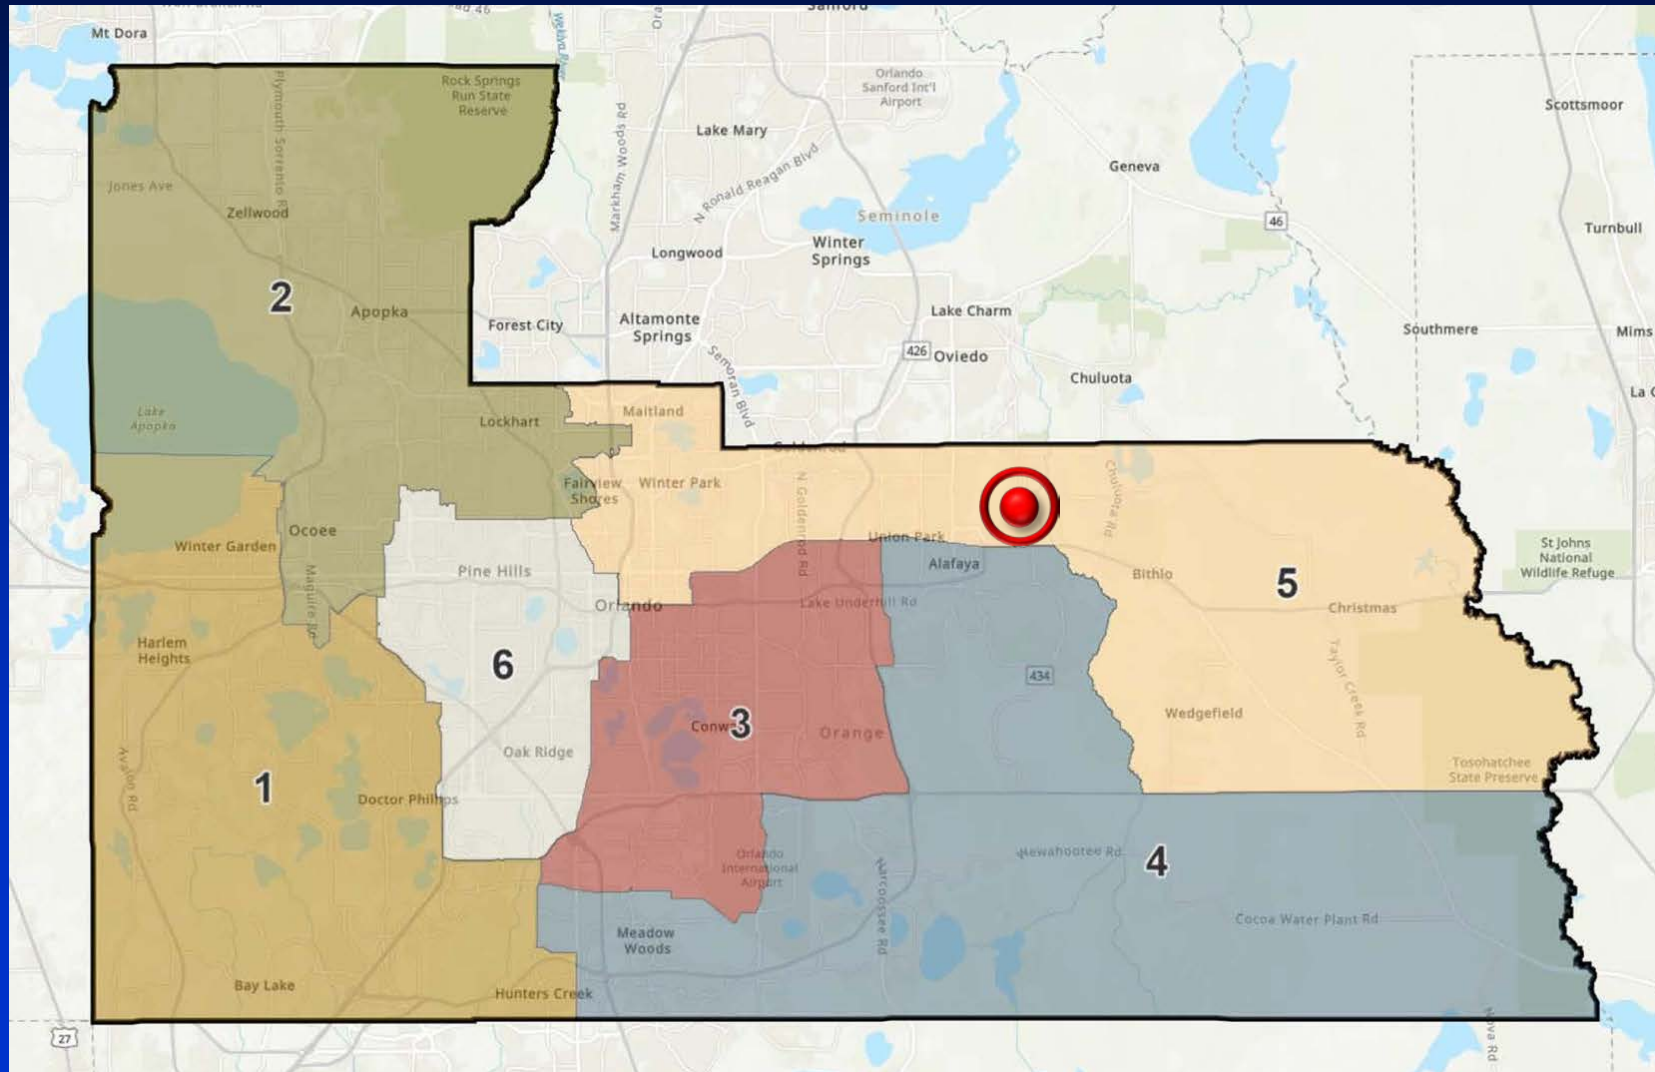 Sanford
Mt Dora
Rock Springs
Run State
Reserve
Plymouth Sorrento R
Orlando
Sanford Int'l
Airport
Scottsmoor
Lake Mary
Markham Woods Rd
N Ronald Reagan Blvd
Geneva
Jones Ave
Zellwood
Seminole
46
Turnbull
Longwood
Winter
Springs
2
Apopka
Forest City
Altamonte
Springs
Lake Charm
Southmere
Mims
426
Oviedo
Semoran Blvd
Chuluota
La
Lake
Apopka
Lockhart
Maitland
Goldenrod
Fairview
Shores
Winter Park
N Goldenrod Rd
Chuluota Rd
Ocoee
Winter Garden
Union Park
Alafaya
St Johns
National
Wildlife Refuge
Pine Hills
Maguire Rd
Bithlo
5
Orlando
Lake Underhill Rd
Christmas
Harlem
Heights
6
434
Taylor Creek Rd
Wedgefield
Conw
3
Orange
Oak Ridge
Avalon Rd
1
Doctor Phillips
Tosohatchee
State Preserve
Orlando
International
Airport
Narcoossee Rd
Wewahootee Rd
4
Cocoa Water Plant Rd
Meadow
Woods
Bay Lake
Hunters Creek
27
Nova Rd